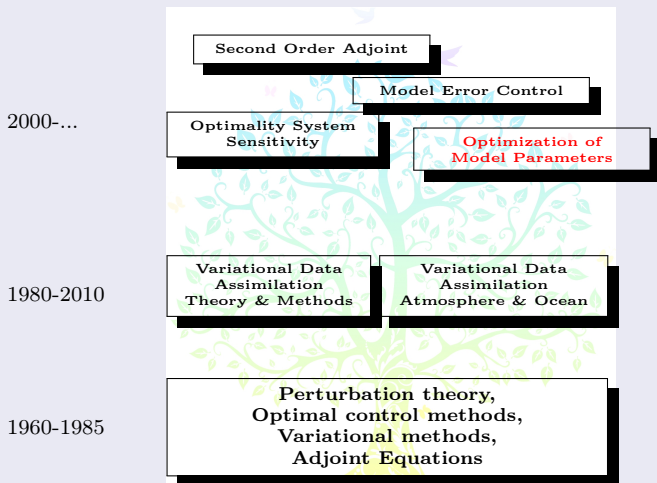 Second Order Adjoint
Model Error Control
2000-...
Optimality System
Sensitivity
Optimization of
Model Parameters
1980-2010
Variational Data
Assimilation
Theory & Methods
Variational Data
Assimilation
Atmosphere & Ocean
1960-1985
Perturbation theory,
Optimal control methods,
Variational methods,
Adjoint Equations